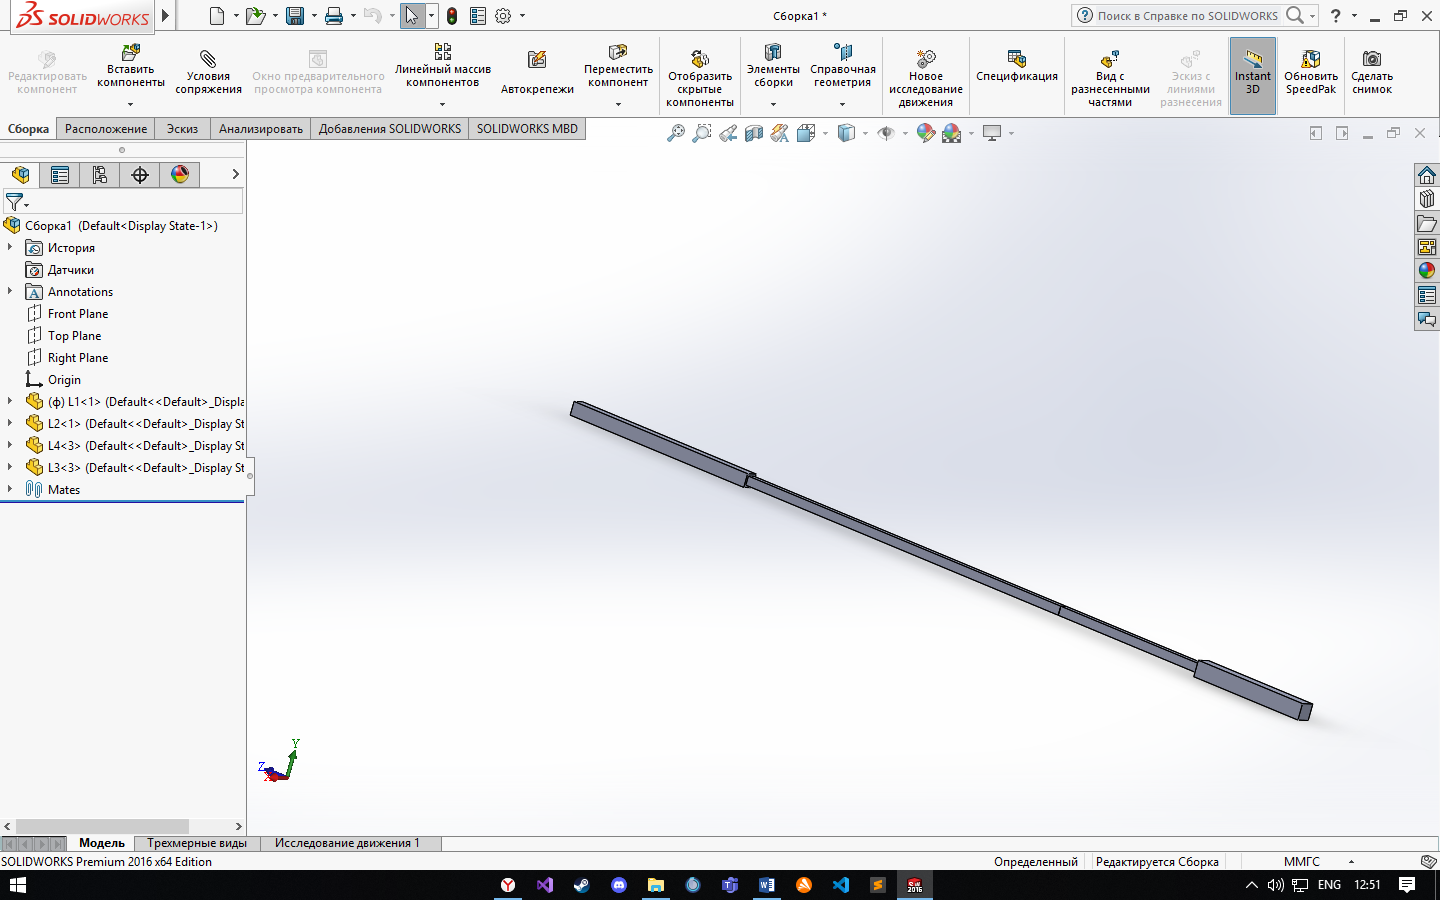 SOLIDWORKS
Сборка1 *
Поиск в Справке по SOLIDWORKS
?
Редактировать
компонент
Вставить
компоненты
Условия
сопряжения
Окно предварительного
просмотра компонента
Линейный массив
компонентов
Автокрепежи
Переместить
компонент
Отобразить
скрытые
компоненты
Элементы
сборки
Справочная
геометрия
Новое
исследование
движения
Спецификация
Вид с
разнесенными
частями
Эскиз с
линиями
разнесения
Instant
3D
Обновить
SpeedPak
Сделать
снимок
Сборка
Расположение
Эскиз
Анализировать
Добавления SOLIDWORKS
SOLIDWORKS MBD
Сборка1 (Default<Display State-1>)
История
Датчики
Annotations
Front Plane
Top Plane
Right Plane
Origin
(ф) L1<1> (Default<<Default>_Displa
L2<1> (Default<<Default>_Display St
L4<3> (Default<<Default>_Display St
L3<3> (Default<<Default>_Display St
Mates
Y
Z
X
Модель
Трехмерные виды
Исследование движения 1
SOLIDWORKS Premium 2016 x64 Edition
Определенный
Редактируется Сборка
ММГС
ENG
12:51